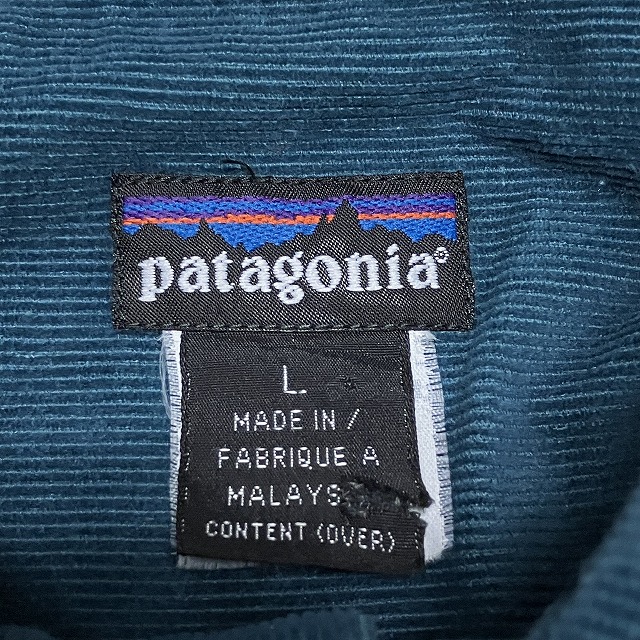 patagonia®
L.
MADE IN /
FABRIQUE A
MALAYS
CONTENT (OVER)